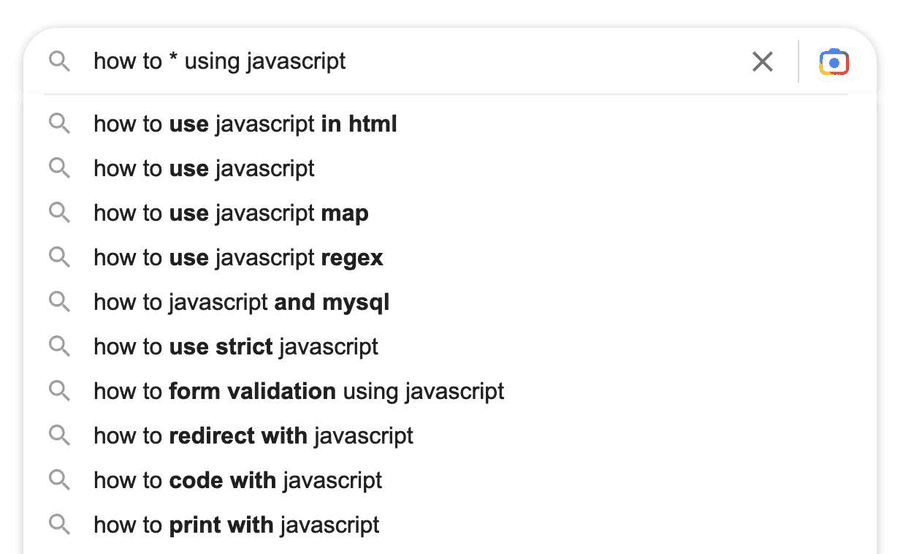 how to * using javascript
how to use javascript in html
how to use javascript
how to use javascript map
how to use javascript regex
how to javascript and mysql
how to use strict javascript
how to form validation using javascript
how to redirect with javascript
how to code with javascript
how to print with javascript